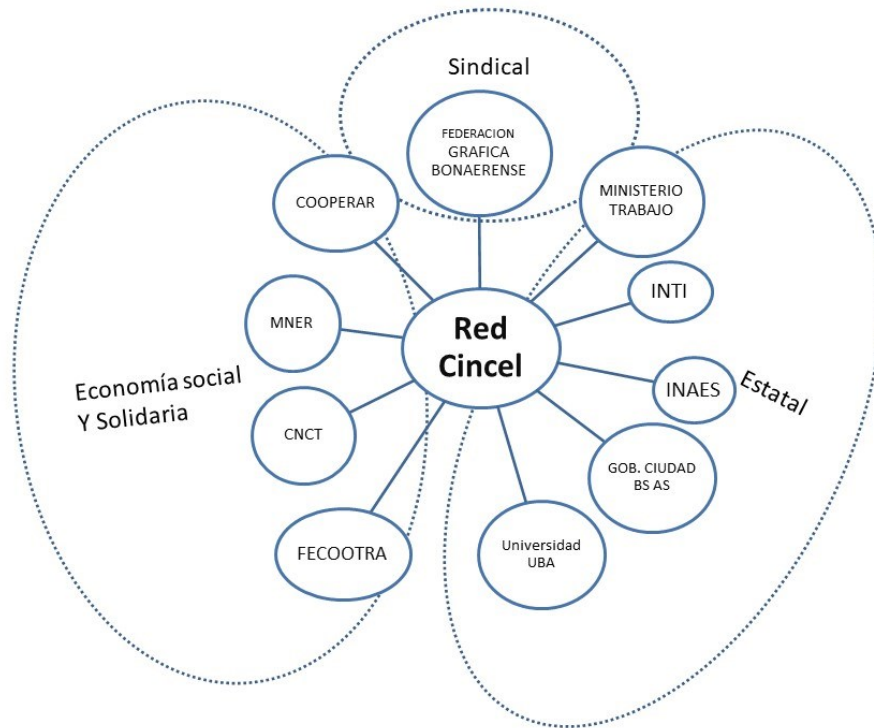 Sindical
FEDERACION
GRAFICA
BONAERENSE
COOPERAR
MINISTERIO
TRABAJO
INTI
MNER
Red
Cincel
Economía social
Y Solidaria
INAES
Estatal
CNCT
GOB. CIUDAD
BS AS
FECOOTRA
Universidad
UBA